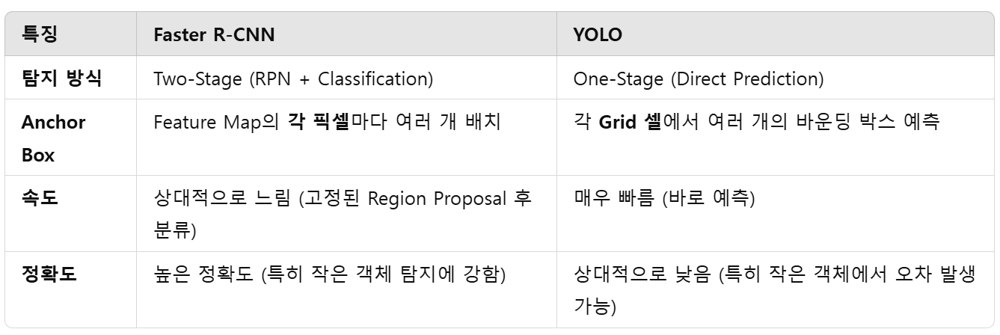 특징 Faster R-CNN YOLO
탐지 방식 Two-Stage (RPN + Classification) One-Stage (Direct Prediction)
Anchor Box Feature Map의 각 픽셀마다 여러 개 배치 각 Grid 셀에서 여러 개의 바운딩 박스 예측
속도 상대적으로 느림 (고정된 Region Proposal 후 분류) 매우 빠름 (바로 예측)
정확도 높은 정확도 (특히 작은 객체 탐지에 강함) 상대적으로 낮음 (특히 작은 객체에서 오차 발생 가능)